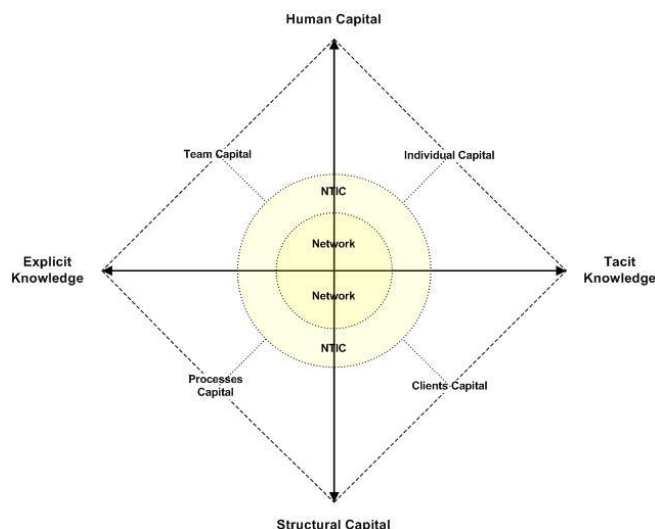 Human Capital
Team Capital
Individual Capital
NTIC
Network
Explicit
Knowledge
Tacit
Knowledge
Network
NTIC
Processes
Capital
Clients Capital
Structural Capital